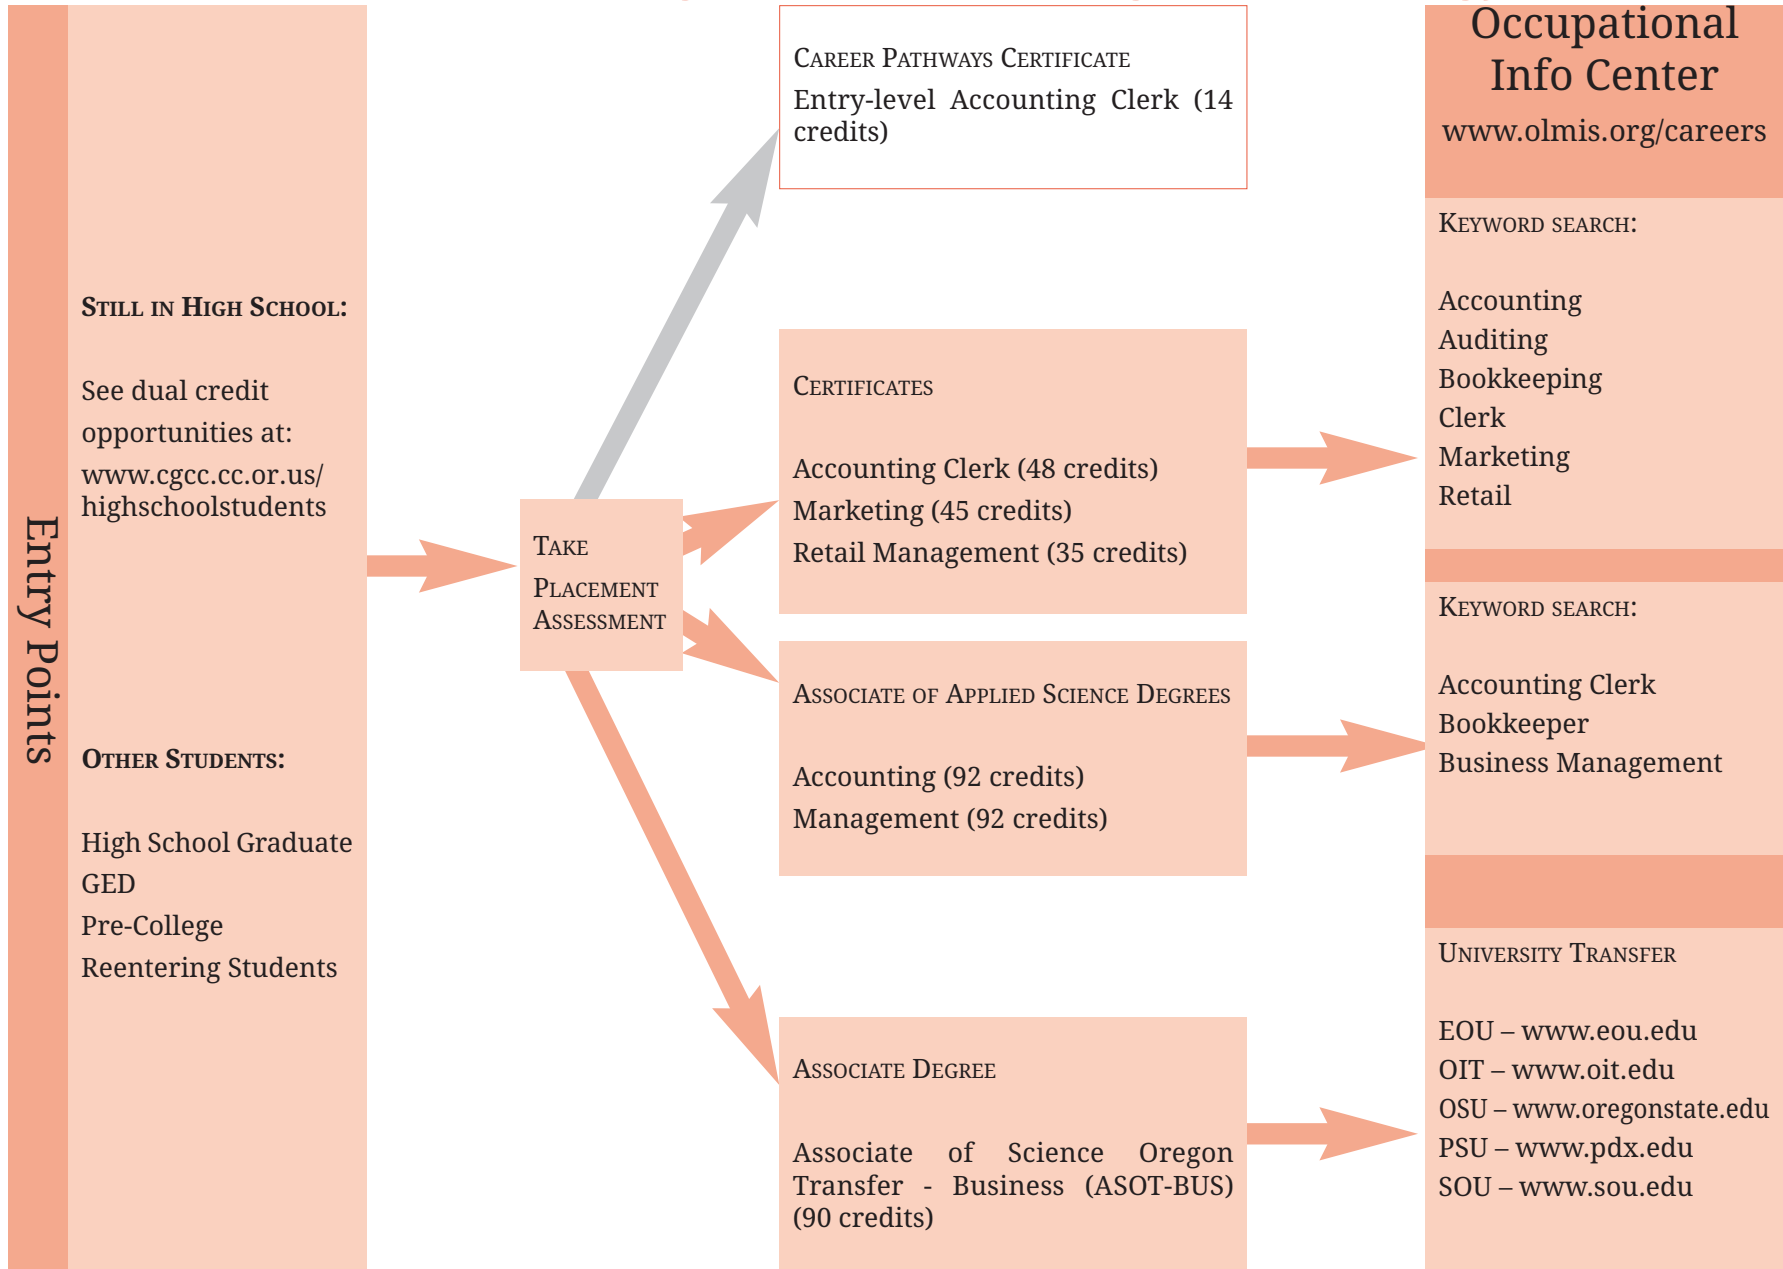 Entry Points
STILL IN HIGH SCHOOL:
See dual credit
opportunities at:
www.cgcc.cc.or.us/
highschoolstudents
OTHER STUDENTS:
High School Graduate
GED
Pre-College
Reentering Students
TAKE
PLACEMENT
ASSESSMENT
CAREER PATHWAYS CERTIFICATE
Entry-level Accounting Clerk (14
credits)
CERTIFICATES
Accounting Clerk (48 credits)
Marketing (45 credits)
Retail Management (35 credits)
ASSOCIATE OF APPLIED SCIENCE DEGREES
Accounting (92 credits)
Management (92 credits)
ASSOCIATE DEGREE
Associate of Science Oregon
Transfer - Business (ASOT-BUS)
(90 credits)
Occupational
Info Center
www.olmis.org/careers
KEYWORD SEARCH:
Accounting
Auditing
Bookkeeping
Clerk
Marketing
Retail
KEYWORD SEARCH:
Accounting Clerk
Bookkeeper
Business Management
UNIVERSITY TRANSFER
EOU – www.eou.edu
OIT – www.oit.edu
OSU – www.oregonstate.edu
PSU – www.pdx.edu
SOU – www.sou.edu